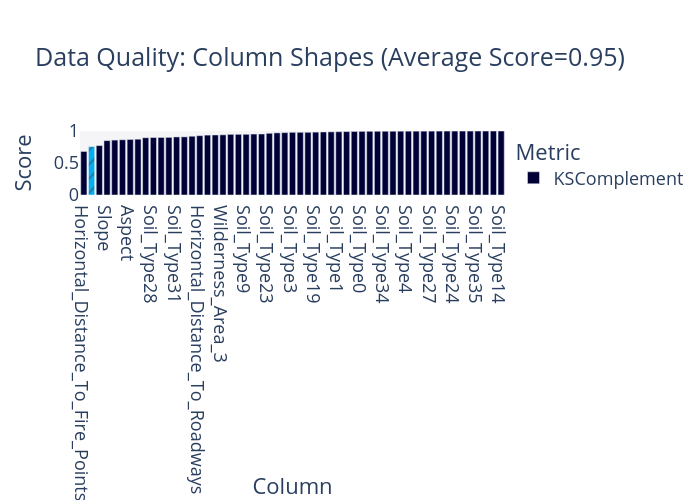 Data Quality: Column Shapes (Average Score=0.95)
Score
1
0.5
0
Metric
KSComplement
Horizontal_Distance_To_Fire_Points
Slope
Aspect
Soil_Type28
Soil_Type31
Horizontal_Distance_To_Roadways
Wilderness_Area_3
Soil_Type9
Soil_Type23
Soil_Type3
Soil_Type19
Soil_Type1
Soil_Type0
Soil_Type34
Soil_Type4
Soil_Type27
Soil_Type24
Soil_Type35
Soil_Type14
Column